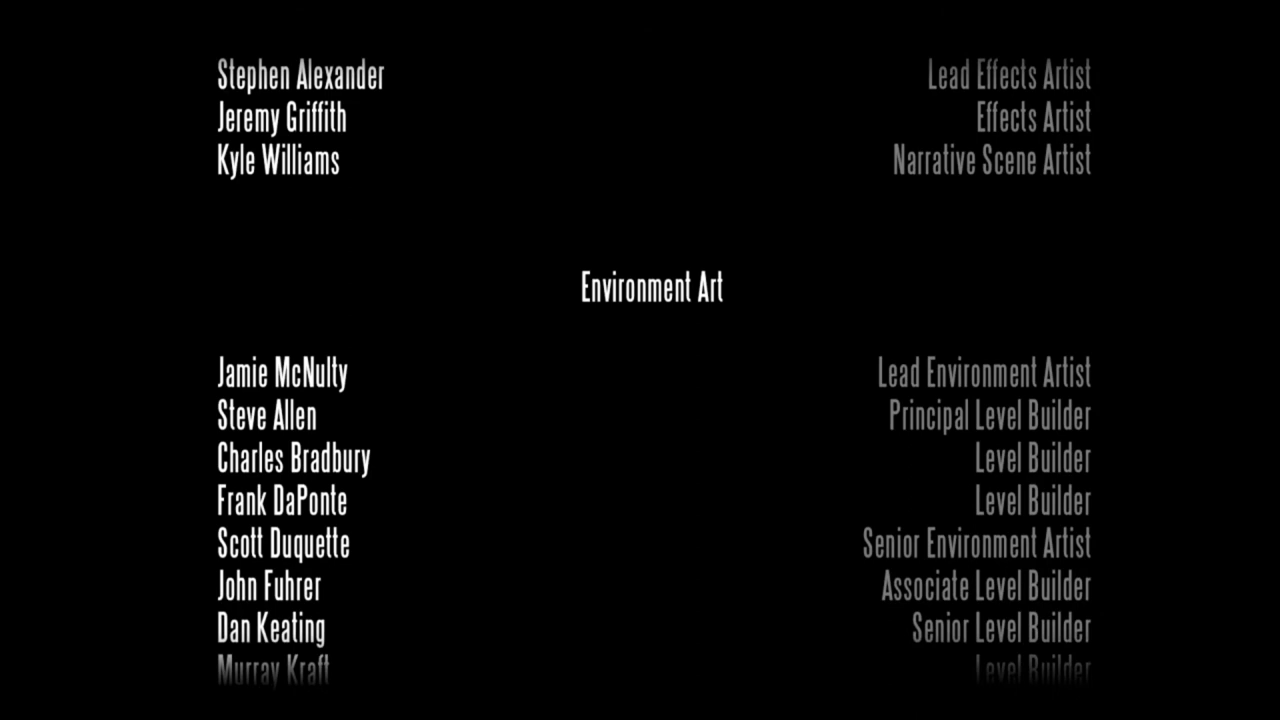 Stephen Alexander Lead Effects Artist
Jeremy Griffith Effects Artist
Kyle Williams Narrative Scene Artist
Environment Art
Jamie McNulty Lead Environment Artist
Steve Allen Principal Level Builder
Charles Bradbury Level Builder
Frank DaPonte Level Builder
Scott Duquette Senior Environment Artist
John Fuhrer Associate Level Builder
Dan Keating Senior Level Builder
Murray Kraft Level Builder